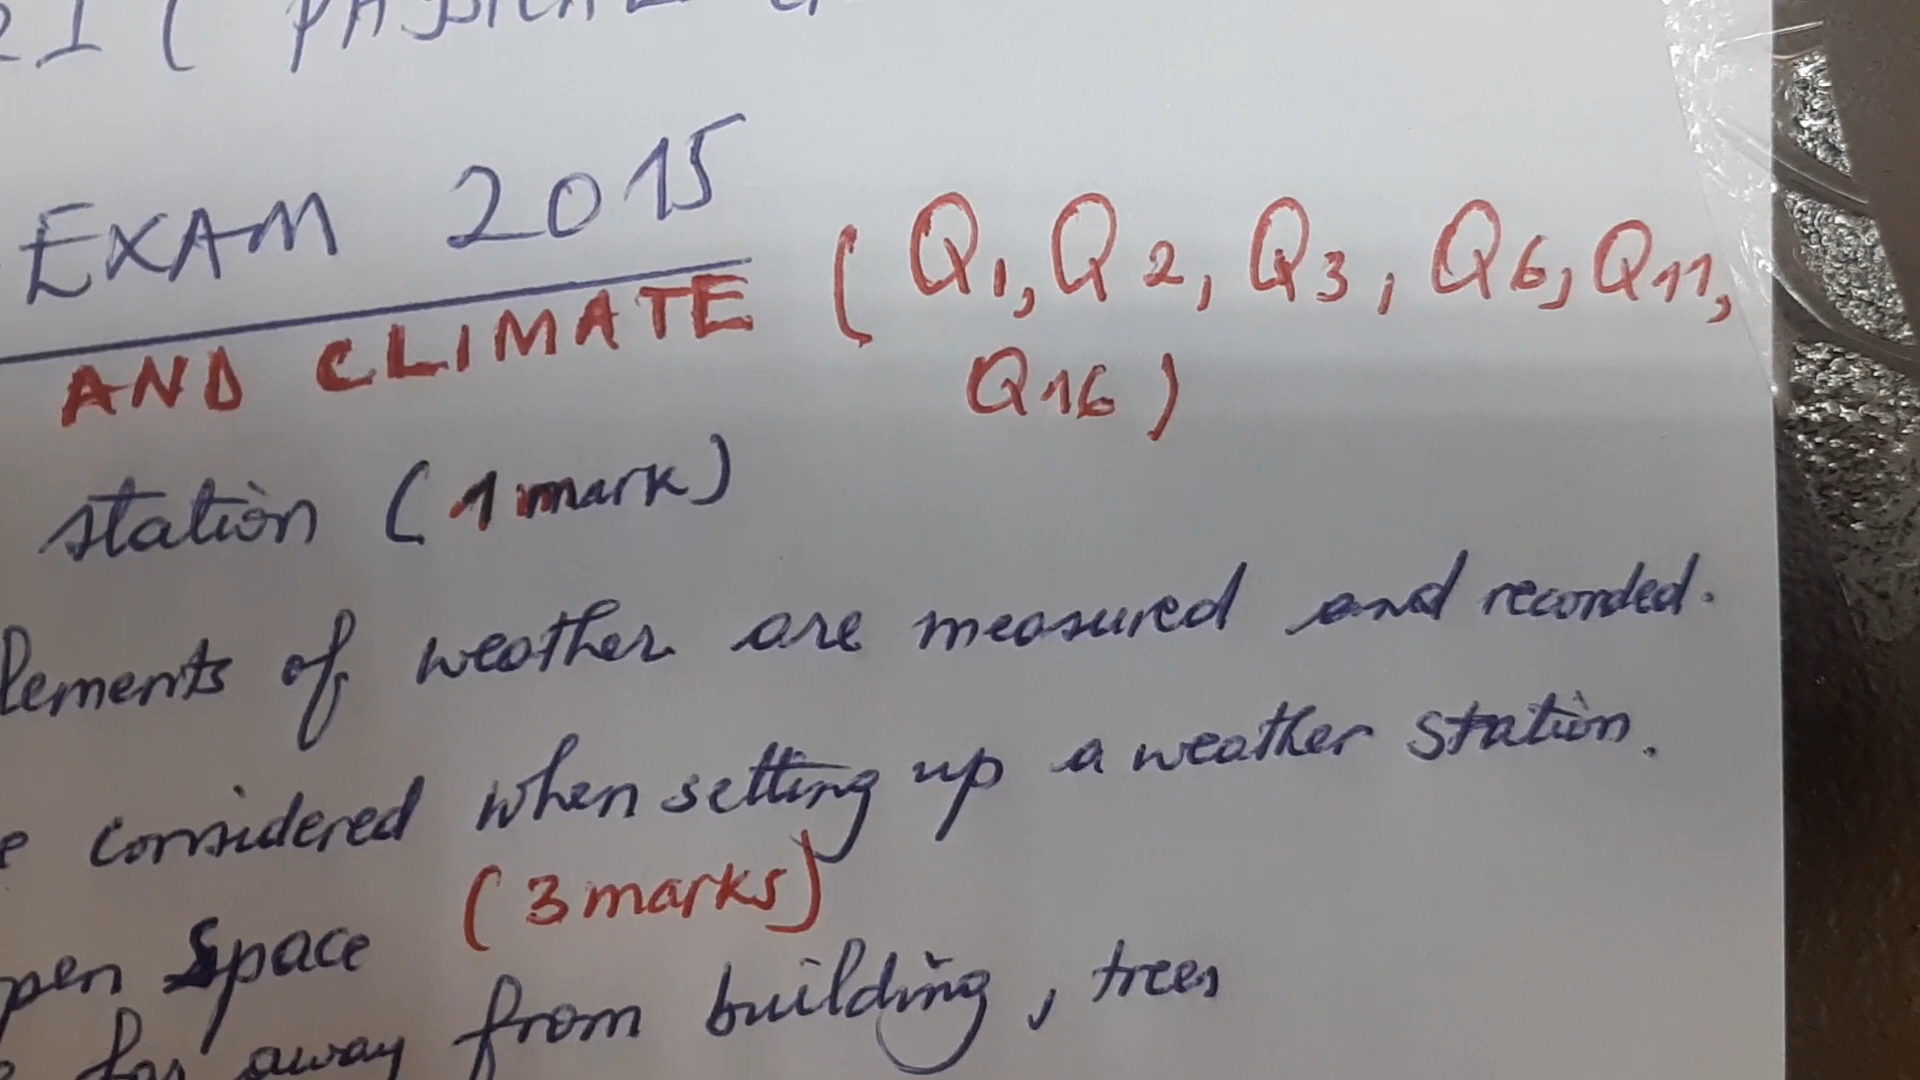 EXAM 2015
AND CLIMATE (Q1, Q2, Q3, Q6, Q11,
Q16)
station (1 mark)
lements of weather are measured and recorded.
e considered when setting up a weather station.
(3 marks)
pen Space
far away from building, trees